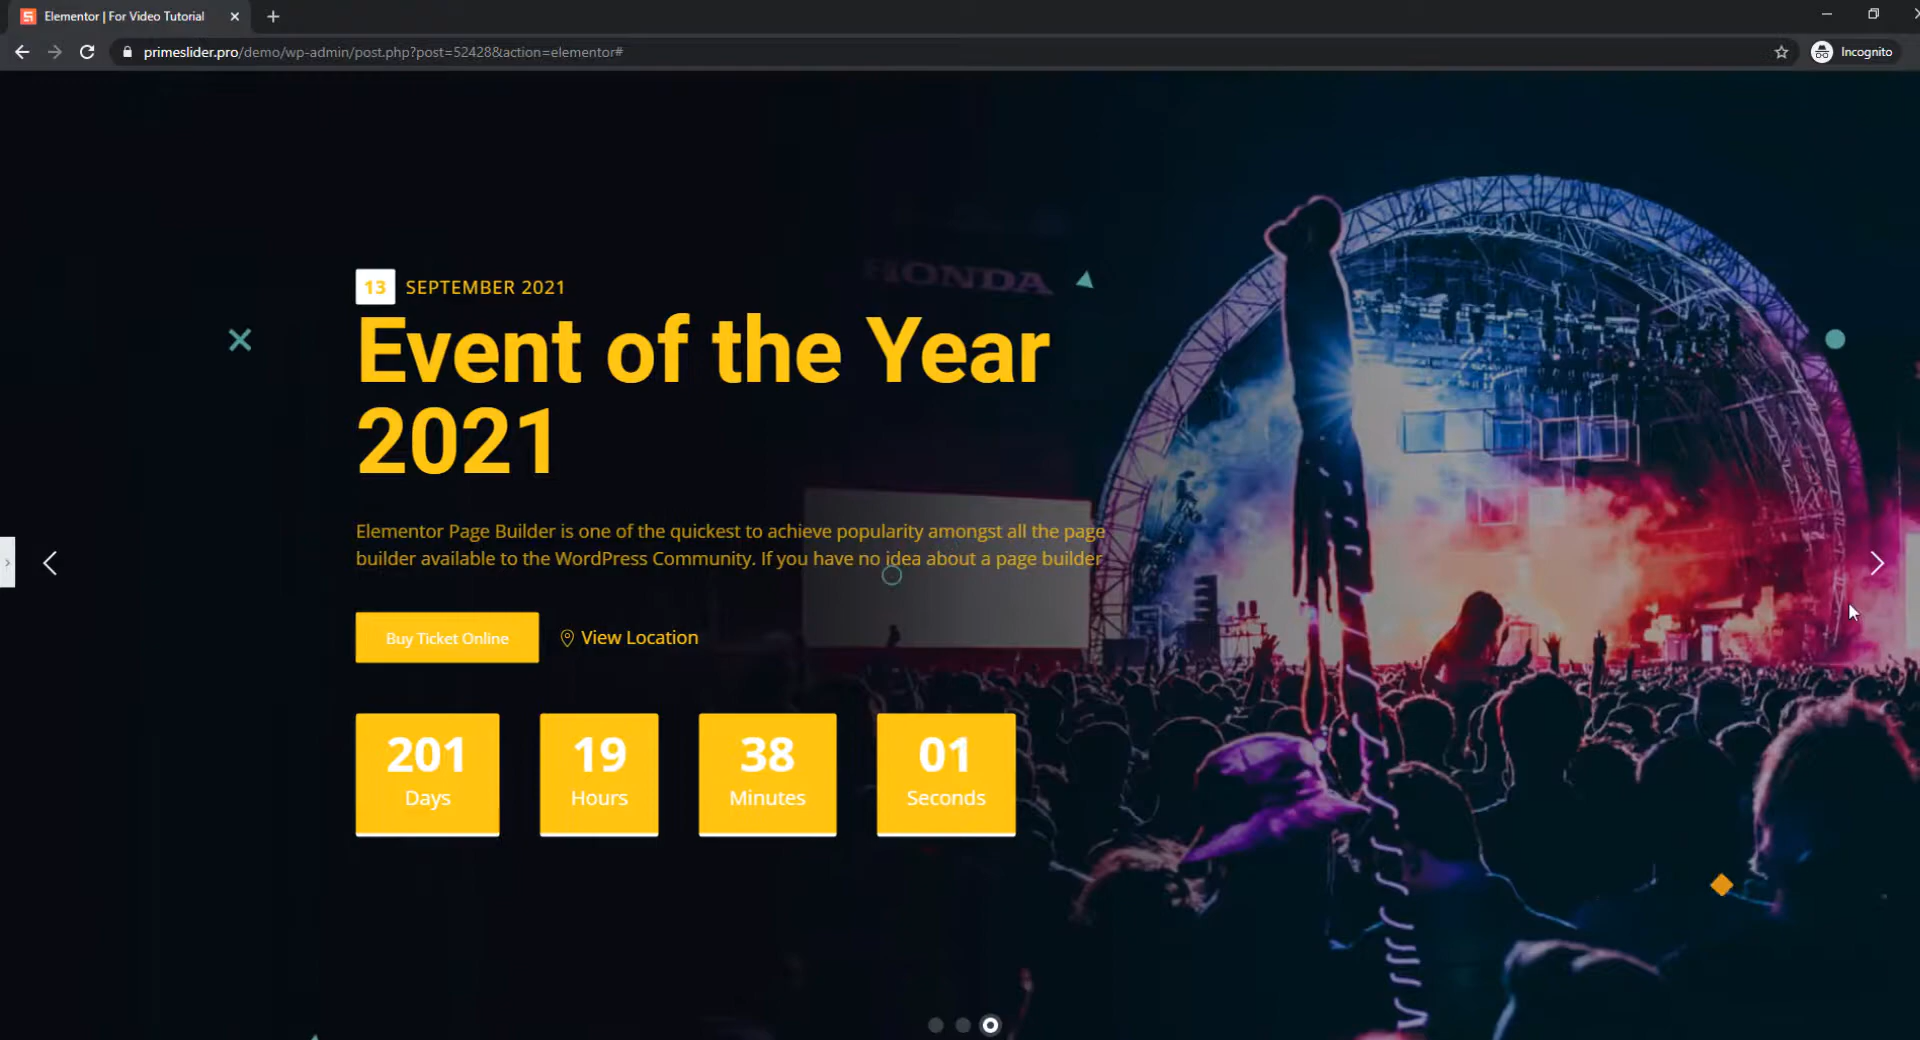 Elementor | For Video Tutorial
primeslider.pro/demo/wp-admin/post.php?post=52428&action=elementor#
Incognito
HONDA
13 SEPTEMBER 2021
Event of the Year
2021
Elementor Page Builder is one of the quickest to achieve popularity amongst all the page
builder available to the WordPress Community. If you have no idea about a page builder
Buy Ticket Online
View Location
201 19 38 01
Days Hours Minutes Seconds